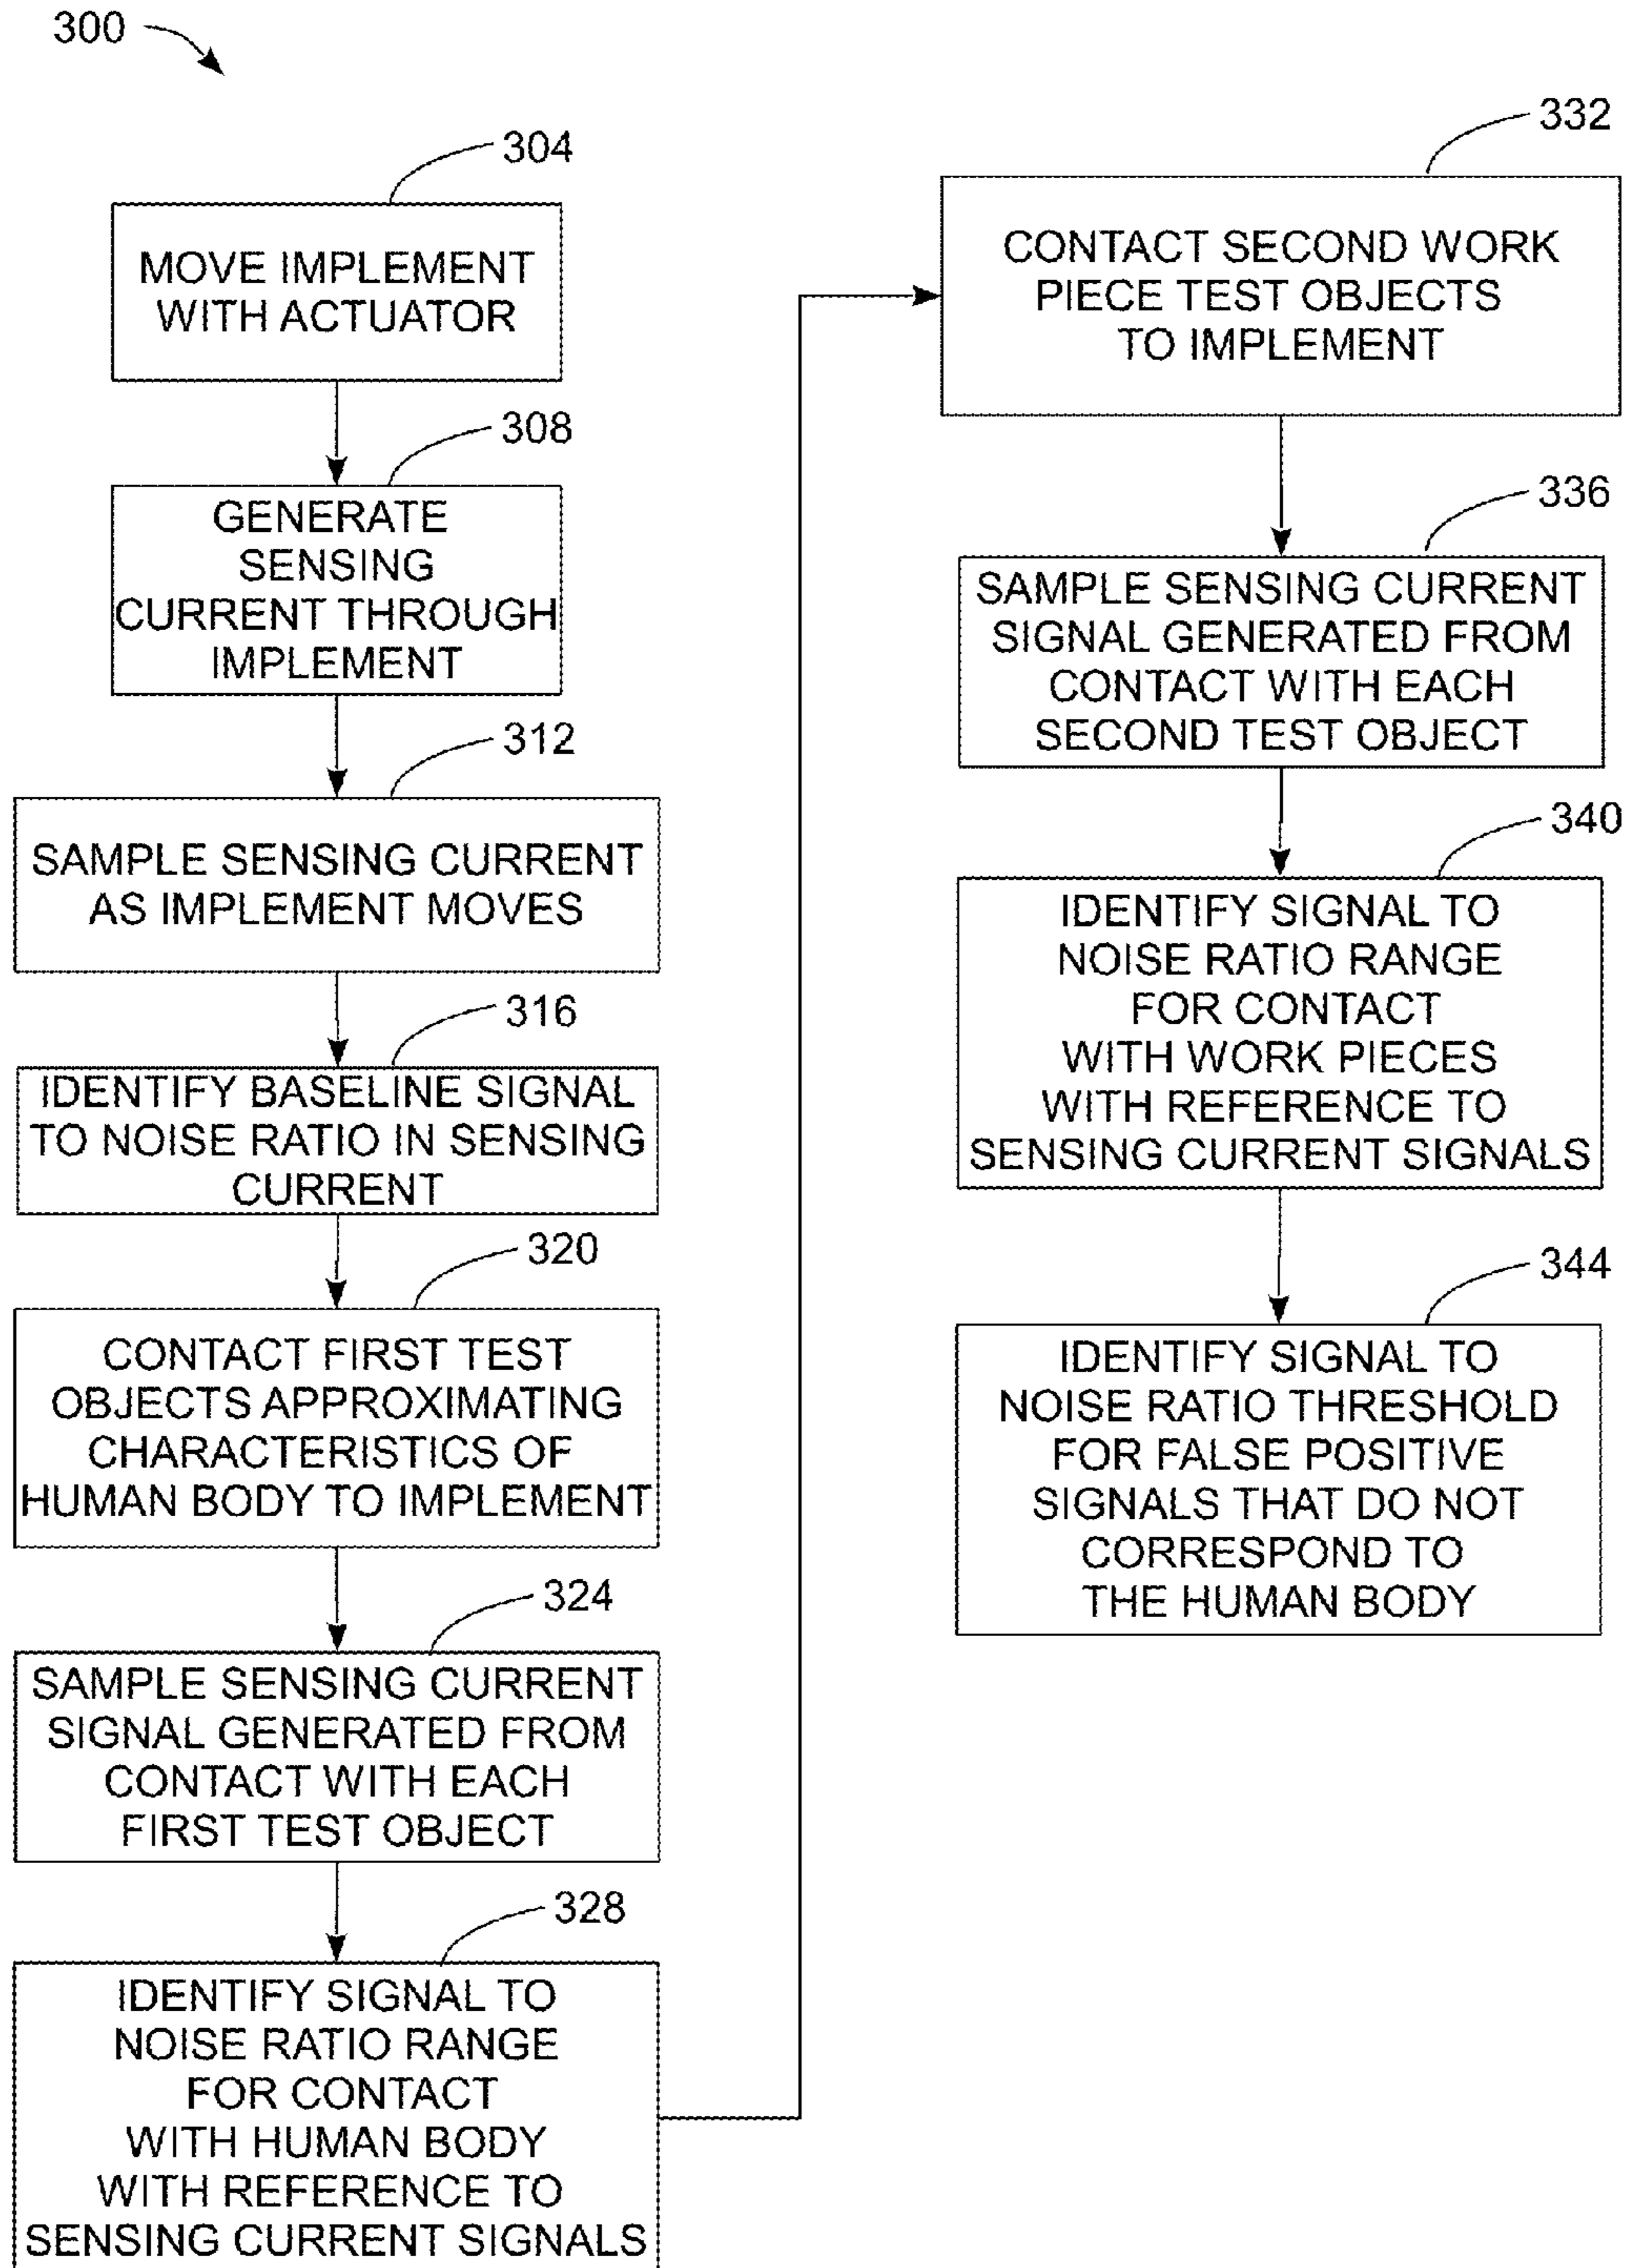 300
304
MOVE IMPLEMENT
WITH ACTUATOR
308
GENERATE
SENSING
CURRENT THROUGH
IMPLEMENT
312
SAMPLE SENSING CURRENT
AS IMPLEMENT MOVES
316
IDENTIFY BASELINE SIGNAL
TO NOISE RATIO IN SENSING
CURRENT
320
CONTACT FIRST TEST
OBJECTS APPROXIMATING
CHARACTERISTICS OF
HUMAN BODY TO IMPLEMENT
324
SAMPLE SENSING CURRENT
SIGNAL GENERATED FROM
CONTACT WITH EACH
FIRST TEST OBJECT
328
IDENTIFY SIGNAL TO
NOISE RATIO RANGE
FOR CONTACT
WITH HUMAN BODY
WITH REFERENCE TO
SENSING CURRENT SIGNALS
332
CONTACT SECOND WORK
PIECE TEST OBJECTS
TO IMPLEMENT
336
SAMPLE SENSING CURRENT
SIGNAL GENERATED FROM
CONTACT WITH EACH
SECOND TEST OBJECT
340
IDENTIFY SIGNAL TO
NOISE RATIO RANGE
FOR CONTACT
WITH WORK PIECES
WITH REFERENCE TO
SENSING CURRENT SIGNALS
344
IDENTIFY SIGNAL TO
NOISE RATIO THRESHOLD
FOR FALSE POSITIVE
SIGNALS THAT DO NOT
CORRESPOND TO
THE HUMAN BODY